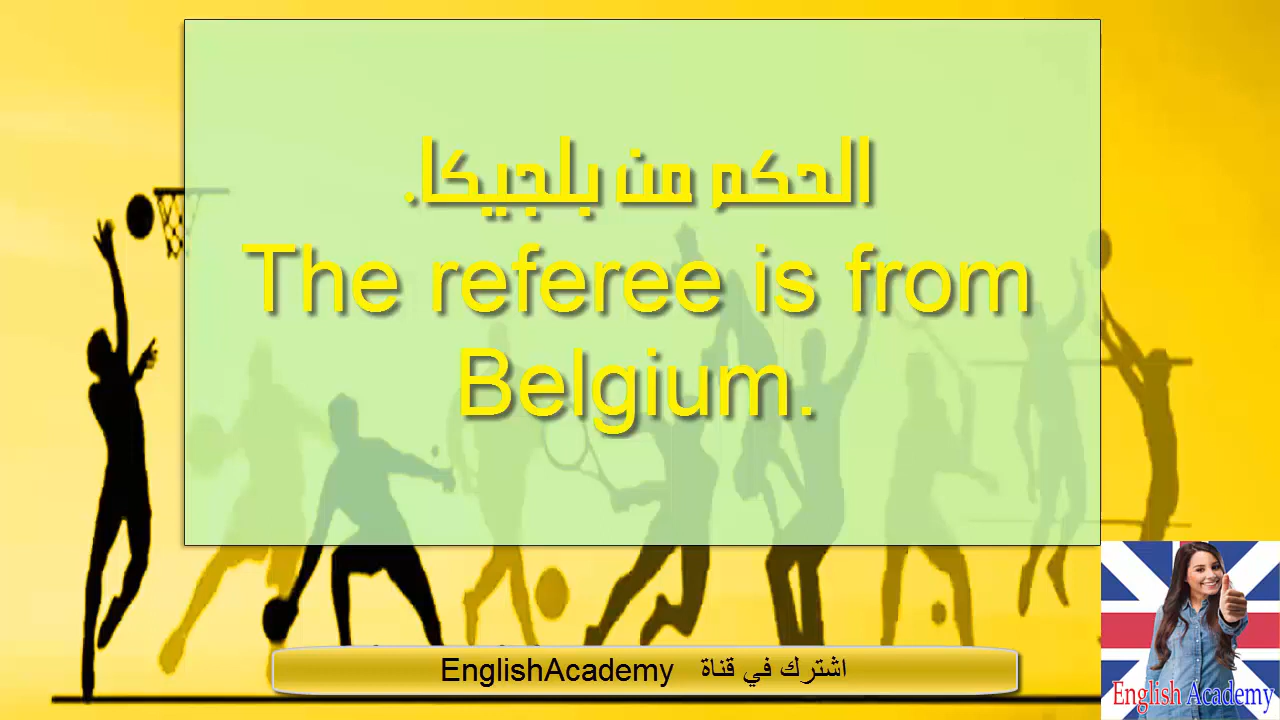 الحكم من بلجيكا.
The referee is from
Belgium.
اشترك في قناة EnglishAcademy
English Academy